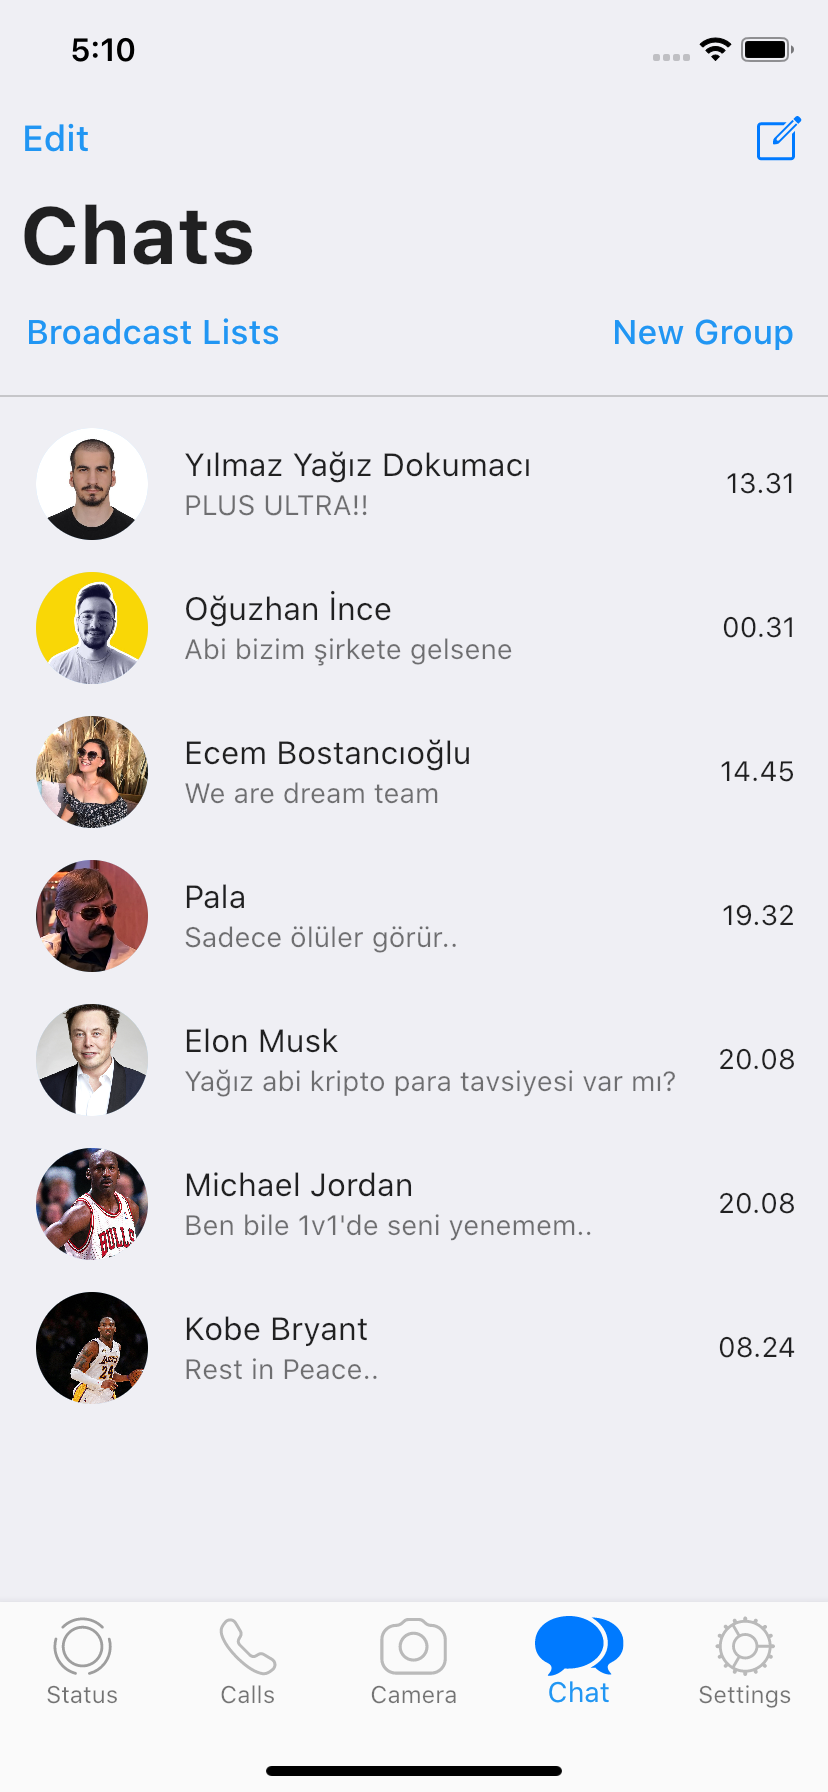 5:10
Edit
Chats
Broadcast Lists New Group
Yılmaz Yağız Dokumacı
PLUS ULTRA!!
13.31
Oğuzhan İnce
Abi bizim şirkete gelsene
00.31
Ecem Bostancıoğlu
We are dream team
14.45
Pala
Sadece ölüler görür..
19.32
Elon Musk
Yağız abi kripto para tavsiyesi var mı?
20.08
Michael Jordan
Ben bile 1v1'de seni yenemem..
20.08
BULLS
Kobe Bryant
Rest in Peace..
08.24
24
Status Calls Camera Chat Settings